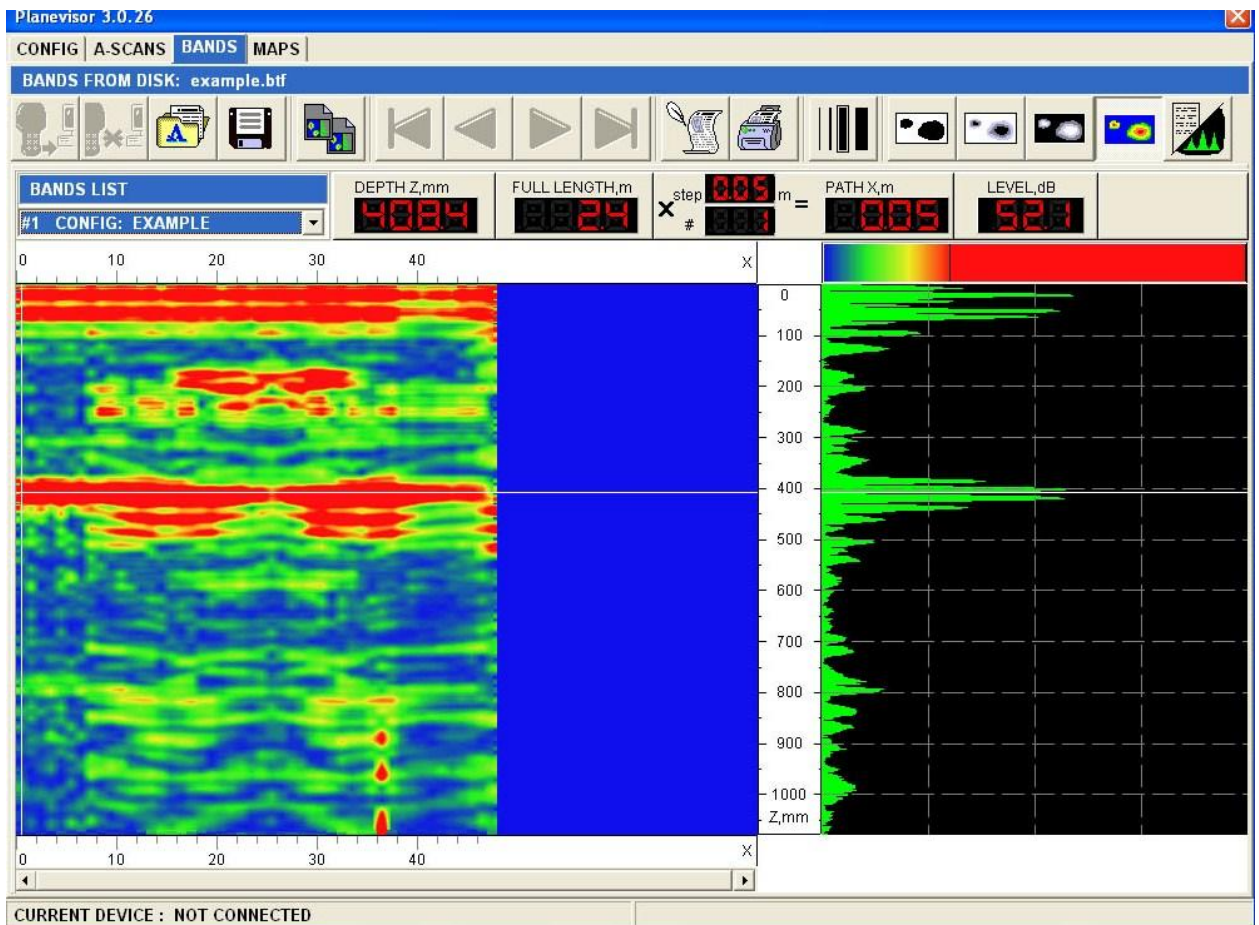 Planevisor 3.0.26
CONFIG A-SCANS BANDS MAPS
BANDS FROM DISK: example.btf
A
BANDS LIST
#1 CONFIG: EXAMPLE
DEPTH Z,mm
408.4
FULL LENGTH,m
2.4
×
step 0.05 m =
# 1
PATH X,m
0.05
LEVEL,dB
52.1
0 10 20 30 40 X
0
100
200
300
400
500
600
700
800
900
1000
Z,mm
0 10 20 30 40 X
CURRENT DEVICE : NOT CONNECTED